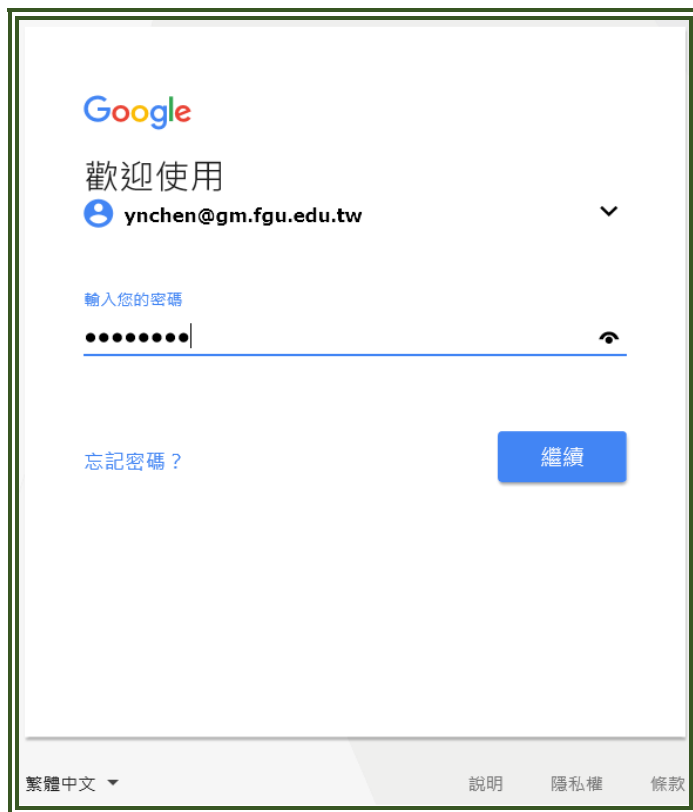 Google
歡迎使用
ynchen@gm.fgu.edu.tw
輸入您的密碼
••••••••
忘記密碼？
繼續
繁體中文
說明 隱私權 條款